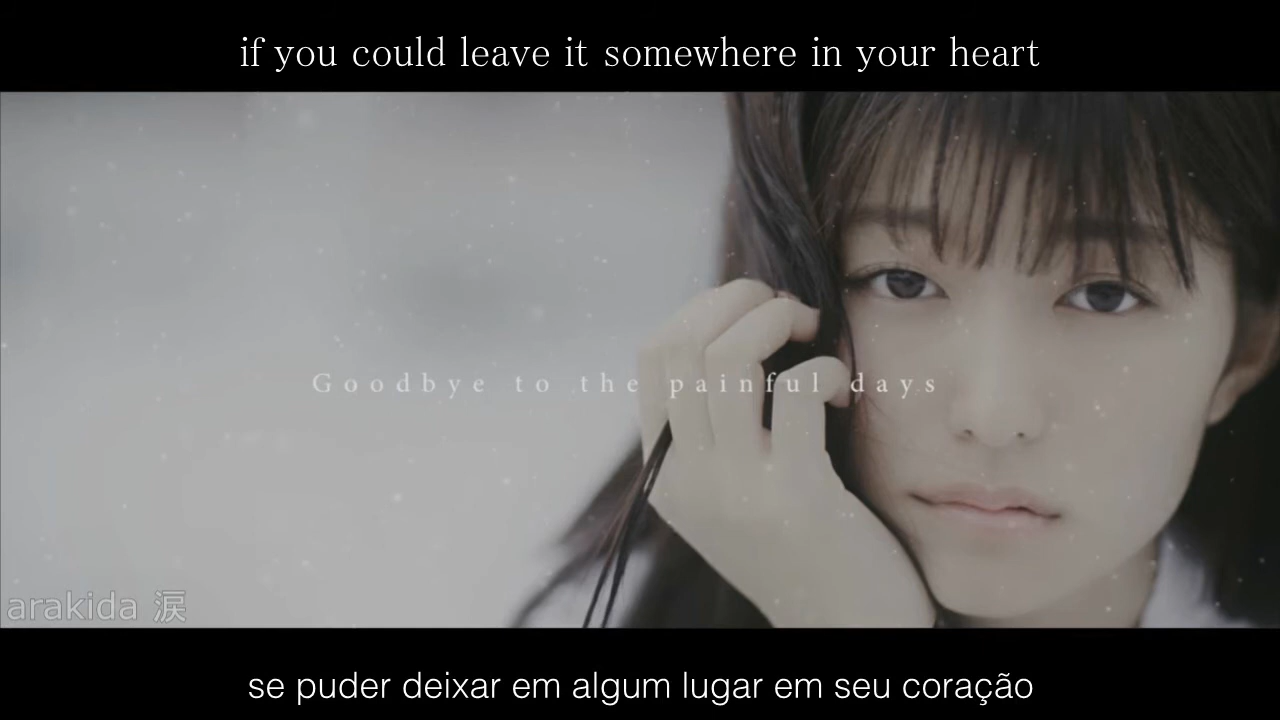 if you could leave it somewhere in your heart
Goodbye to the painful days
arakida 涙
se puder deixar em algum lugar em seu coração